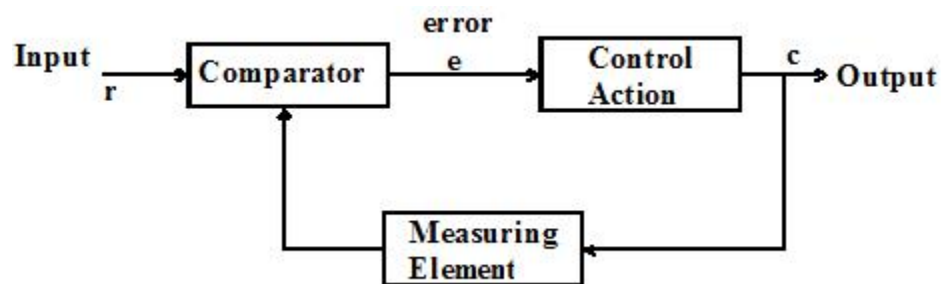 error
Input
r
Comparator
e
Control
Action
c
Output
Measuring
Element